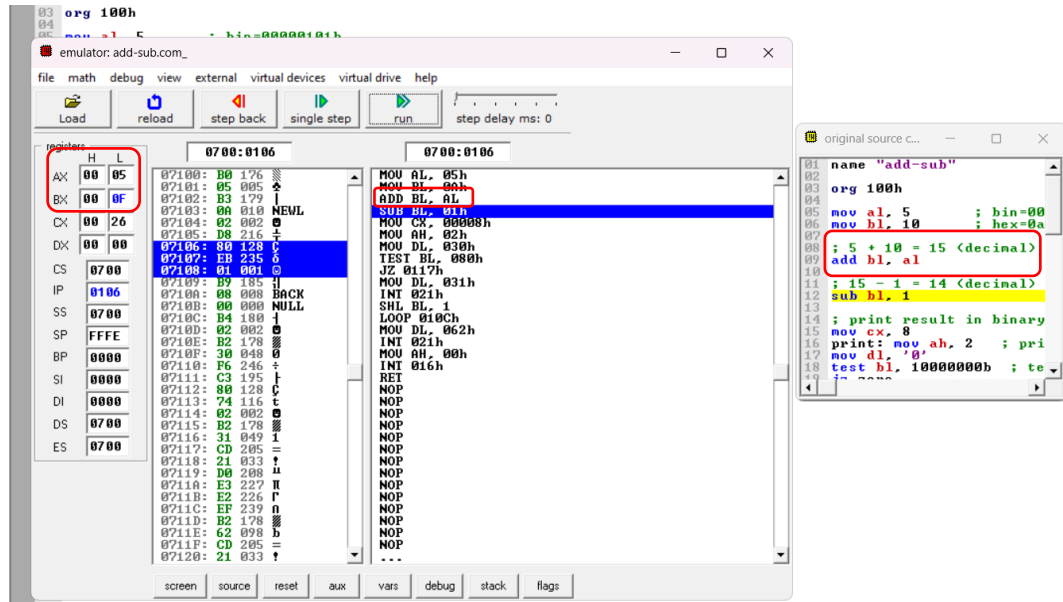 03 org 100h
04
05 mov al, 5 ; bin=00000101b
emulator: add-sub.com_
file math debug view external virtual devices virtual drive help
Load reload step back single step run step delay ms: 0
registers
H L
AX 00 05
BX 00 0F
CX 00 26
DX 00 00
CS 0700
IP 0106
SS 0700
SP FFFE
BP 0000
SI 0000
DI 0000
DS 0700
ES 0700
0700:0106
07100: B0 176 ▒
07101: 05 005 ♣
07102: B3 179 │
07103: 0A 010 NEWL
07104: 02 002 ☻
07105: D8 216 ╪
07106: 80 128 Ç
07107: EB 235 δ
07108: 01 001 ☺
07109: B9 185 ╣
0710A: 08 008 BACK
0710B: 00 000 NULL
0710C: B4 180 ┤
0710D: 02 002 ☻
0710E: B2 178 ▓
0710F: 30 048 0
07110: F6 246 ÷
07111: C3 195 ├
07112: 80 128 Ç
07113: 74 116 t
07114: 02 002 ☻
07115: B2 178 ▓
07116: 31 049 1
07117: CD 205 =
07118: 21 033 !
07119: D0 208 ╨
0711A: E3 227 π
0711B: E2 226 Γ
0711C: EF 239 ∩
0711D: B2 178 ▓
0711E: 62 098 b
0711F: CD 205 =
07120: 21 033 !
0700:0106
MOV AL, 05h
MOV BL, 0Ah
ADD BL, AL
SUB BL, 01h
MOV CX, 00008h
MOV AH, 02h
MOV DL, 030h
TEST BL, 080h
JZ 0117h
MOV DL, 031h
INT 021h
SHL BL, 1
LOOP 010Ch
MOV DL, 062h
INT 021h
MOV AH, 00h
INT 016h
RET
NOP
NOP
NOP
NOP
NOP
NOP
NOP
NOP
NOP
NOP
NOP
NOP
NOP
NOP
...
screen source reset aux vars debug stack flags
original source c...
01 name "add-sub"
02
03 org 100h
04
05 mov al, 5 ; bin=00
06 mov bl, 10 ; hex=0a
07
08 ; 5 + 10 = 15 (decimal)
09 add bl, al
10
11 ; 15 - 1 = 14 (decimal)
12 sub bl, 1
13
14 ; print result in binary
15 mov cx, 8
16 print: mov ah, 2 ; pri
17 mov dl, '0'
18 test bl, 10000000b ; te
19 jz zero